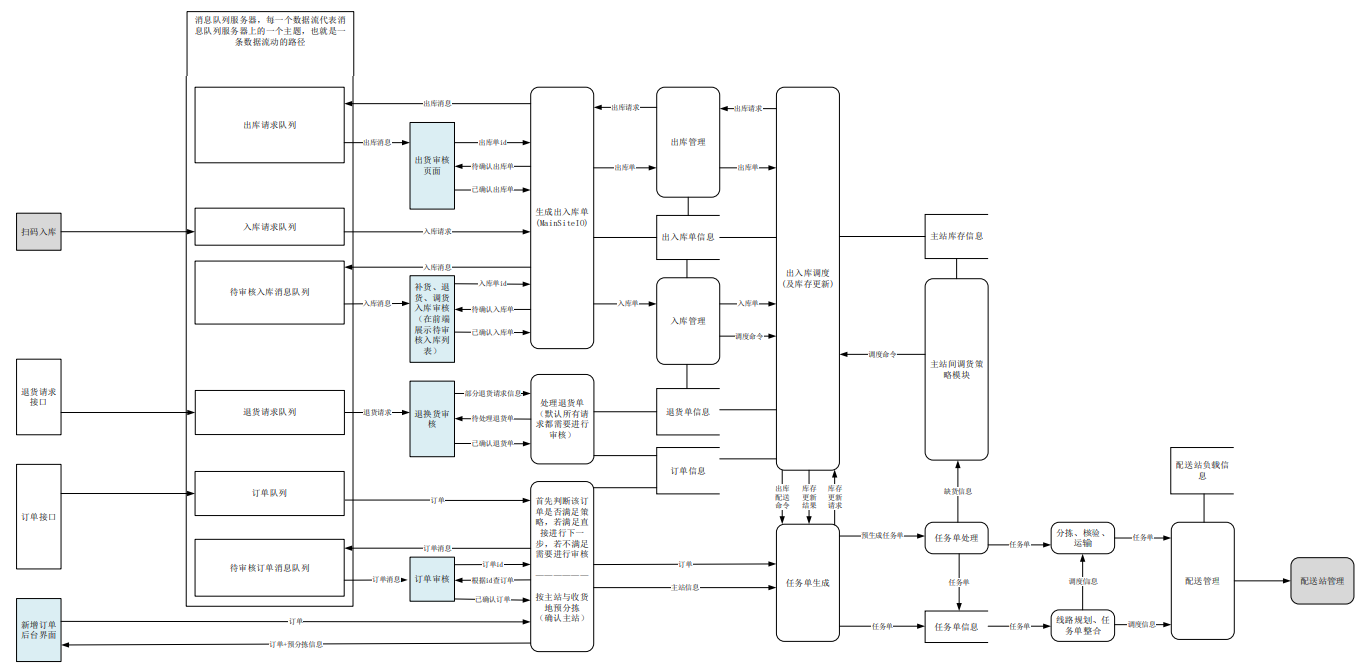 消息队列服务器，每一个数据流代表消
息队列服务器上的一个主题，也就是一
条数据流动的路径
出库请求队列
入库请求队列
待审核入库消息队列
退货请求队列
订单队列
待审核订单消息队列
扫码入库
退货请求
接口
订单接口
新增订单
后台界面
出库消息
出库消息
出货审核
页面
出库单id
待确认出库单
已确认出库单
入库请求
入库消息
入库消息
补货、退
货、调货
入库审核
（在前端
展示待审
核入库列
表）
入库单id
待确认入库单
已确认入库单
退货请求
退换货审
核
部分退货请求信息
待处理退货单
已确认退货单
订单
订单消息
订单消息
订单审核
订单id
根据id查订单
已确认订单
订单
订单+预分拣信息
生成出入库单
(MainSiteIO)
处理退货单
（默认所有请
求都需要进行
审核）
首先判断该订
单是否满足策
略，若满足直
接进行下一
步，若不满足
需要进行审核
——————
按主站与收货
地预分拣
（确认主站）
出库请求
出库单
入库单
订单
主站信息
出库管理
出入库单信息
入库管理
退货单信息
订单信息
出库请求
出库单
入库单
调度命令
出入库调度
(及库存更新)
出库
配送
命令
库存
更新
结果
库存
更新
请求
任务单生成
主站库存信息
主站间调货策
略模块
调度命令
缺货信息
预生成任务单
任务单处理
任务单
任务单
任务单信息
任务单
分拣、核验、
运输
调度信息
任务单
线路规划、任
务单整合
任务单
调度信息
配送站负载信
息
配送管理
配送站管理